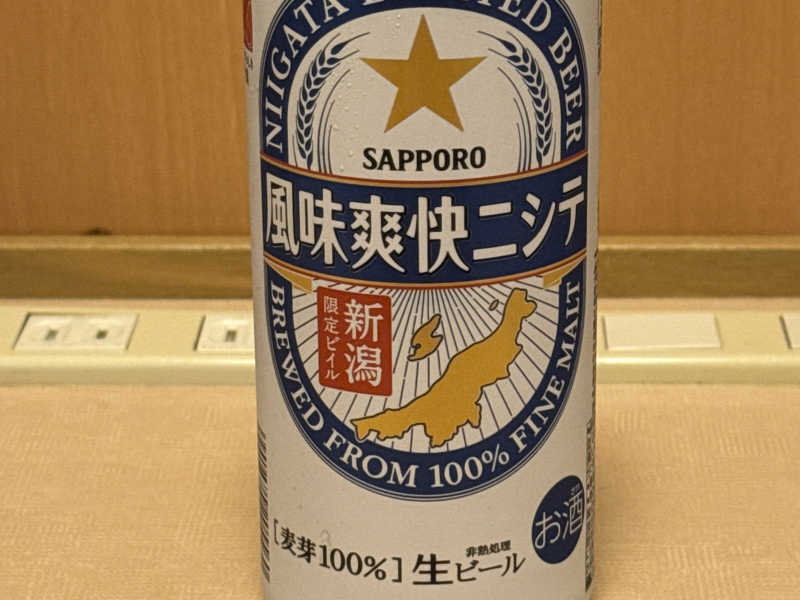 NIIGATA LIMITED BEER
SAPPORO
風味爽快ニシテ
新潟
限定ビイル
BREWED FROM 100% FINE MALT
[麦芽100%] 生ビール
非熱処理
お酒